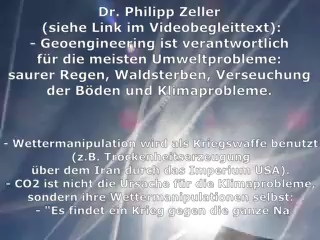 Dr. Philipp Zeller
(siehe Link im Videobegleittext):
- Geoengineering ist verantwortlich
für die meisten Umweltprobleme:
saurer Regen, Waldsterben, Verseuchung
der Böden und Klimaprobleme.
- Wettermanipulation wird als Kriegswaffe benutzt
(z.B. Trockenheitserzeugung
über dem Iran durch das Imperium USA).
- CO2 ist nicht die Ursache für die Klimaprobleme,
sondern ihre Wettermanipulationen selbst:
- "Es findet ein Krieg gegen die ganze Na